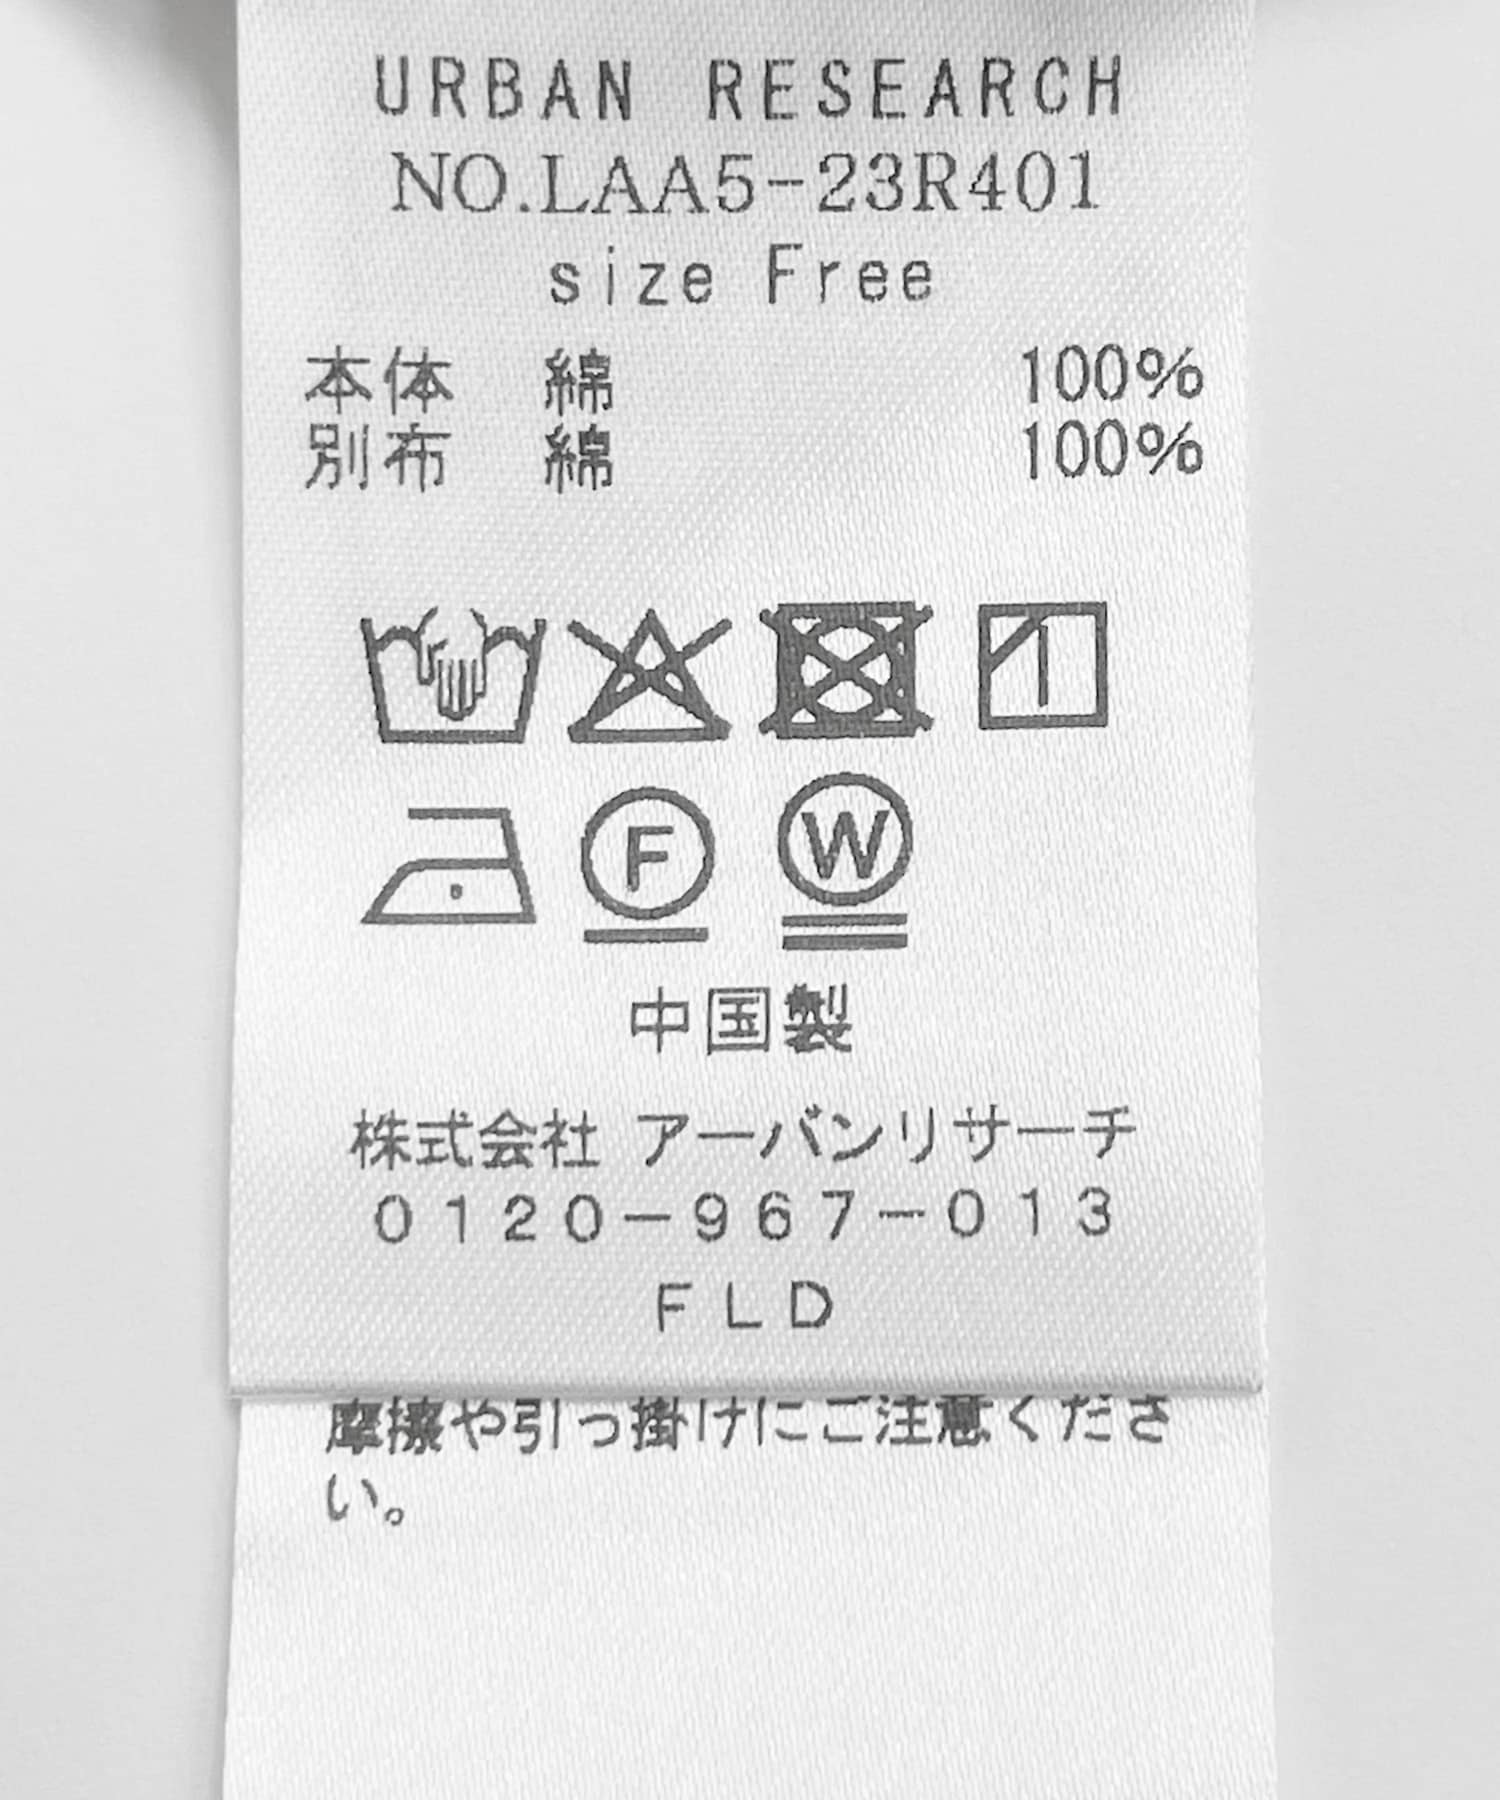 URBAN RESEARCH
NO.LAA5-23R401
size Free
本体 綿 100%
別布 綿 100%
F W
中国製
株式会社 アーバンリサーチ
0120-967-013
FLD
摩擦や引っ掛けにご注意くださ
い。